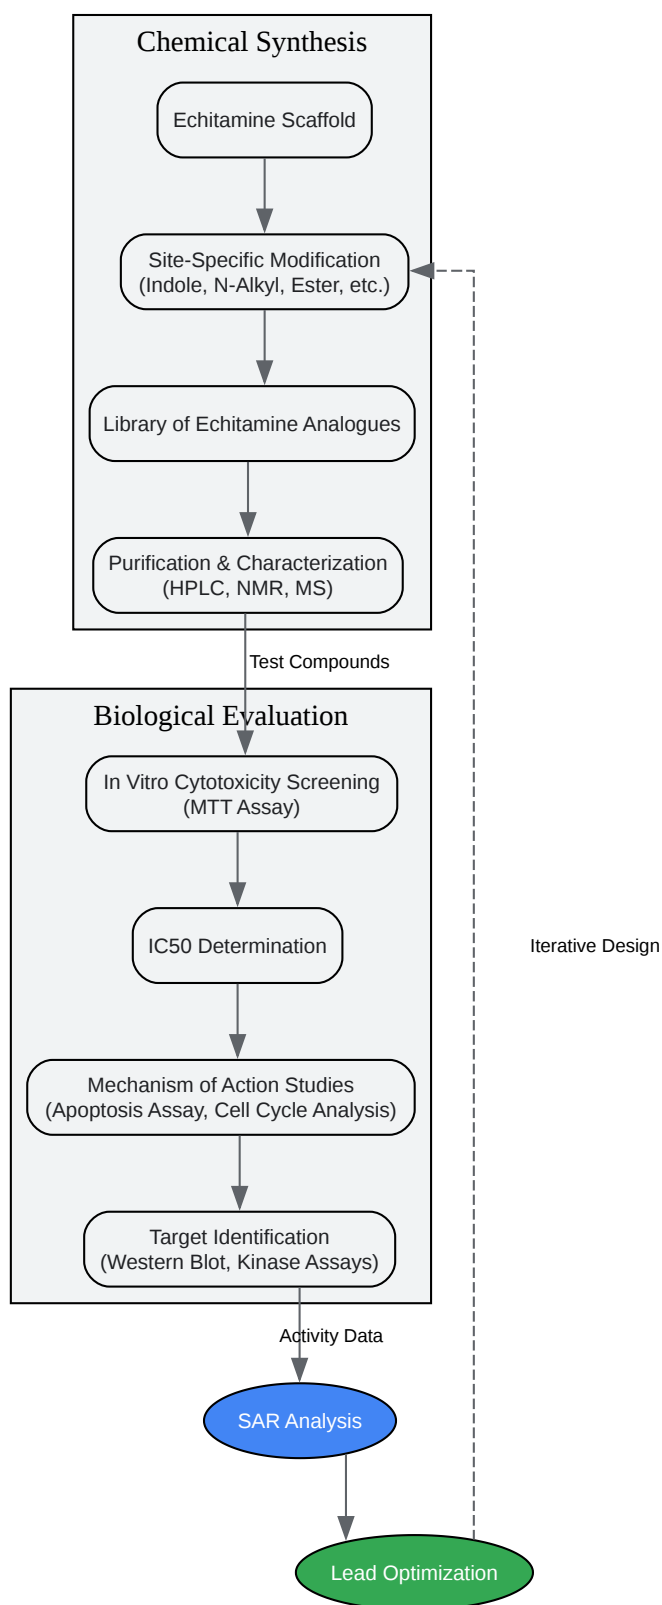 Chemical Synthesis
Echitamine Scaffold
Site-Specific Modification
(Indole, N-Alkyl, Ester, etc.)
Library of Echitamine Analogues
Purification & Characterization
(HPLC, NMR, MS)
Test Compounds
Biological Evaluation
In Vitro Cytotoxicity Screening
(MTT Assay)
IC50 Determination
Iterative Design
Mechanism of Action Studies
(Apoptosis Assay, Cell Cycle Analysis)
Target Identification
(Western Blot, Kinase Assays)
Activity Data
SAR Analysis
Lead Optimization